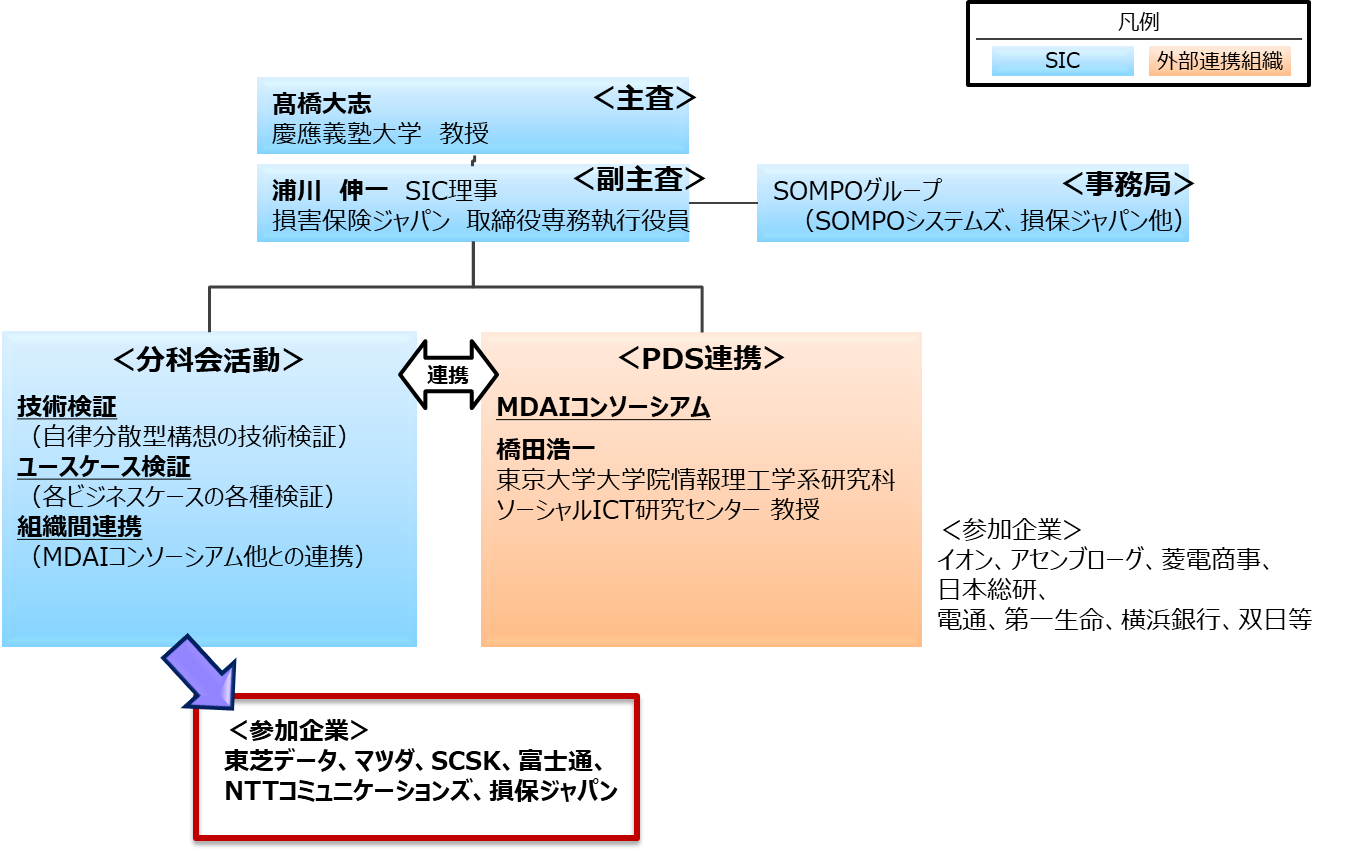 凡例
SIC
外部連携組織
髙橋大志
＜主査＞
慶應義塾大学　教授
浦川　伸一　SIC理事
＜副主査＞
損害保険ジャパン　取締役専務執行役員
SOMPOグループ
＜事務局＞
（SOMPOシステムズ、損保ジャパン他）
＜分科会活動＞
技術検証
（自律分散型構想の技術検証）
ユースケース検証
（各ビジネスケースの各種検証）
組織間連携
（MDAIコンソーシアム他との連携）
連携
＜PDS連携＞
MDAIコンソーシアム
橋田浩一
東京大学大学院情報理工学系研究科
ソーシャルICT研究センター 教授
＜参加企業＞
イオン、アセンブローグ、菱電商事、
日本総研、
電通、第一生命、横浜銀行、双日等
＜参加企業＞
東芝データ、マツダ、SCSK、富士通、
NTTコミュニケーションズ、損保ジャパン